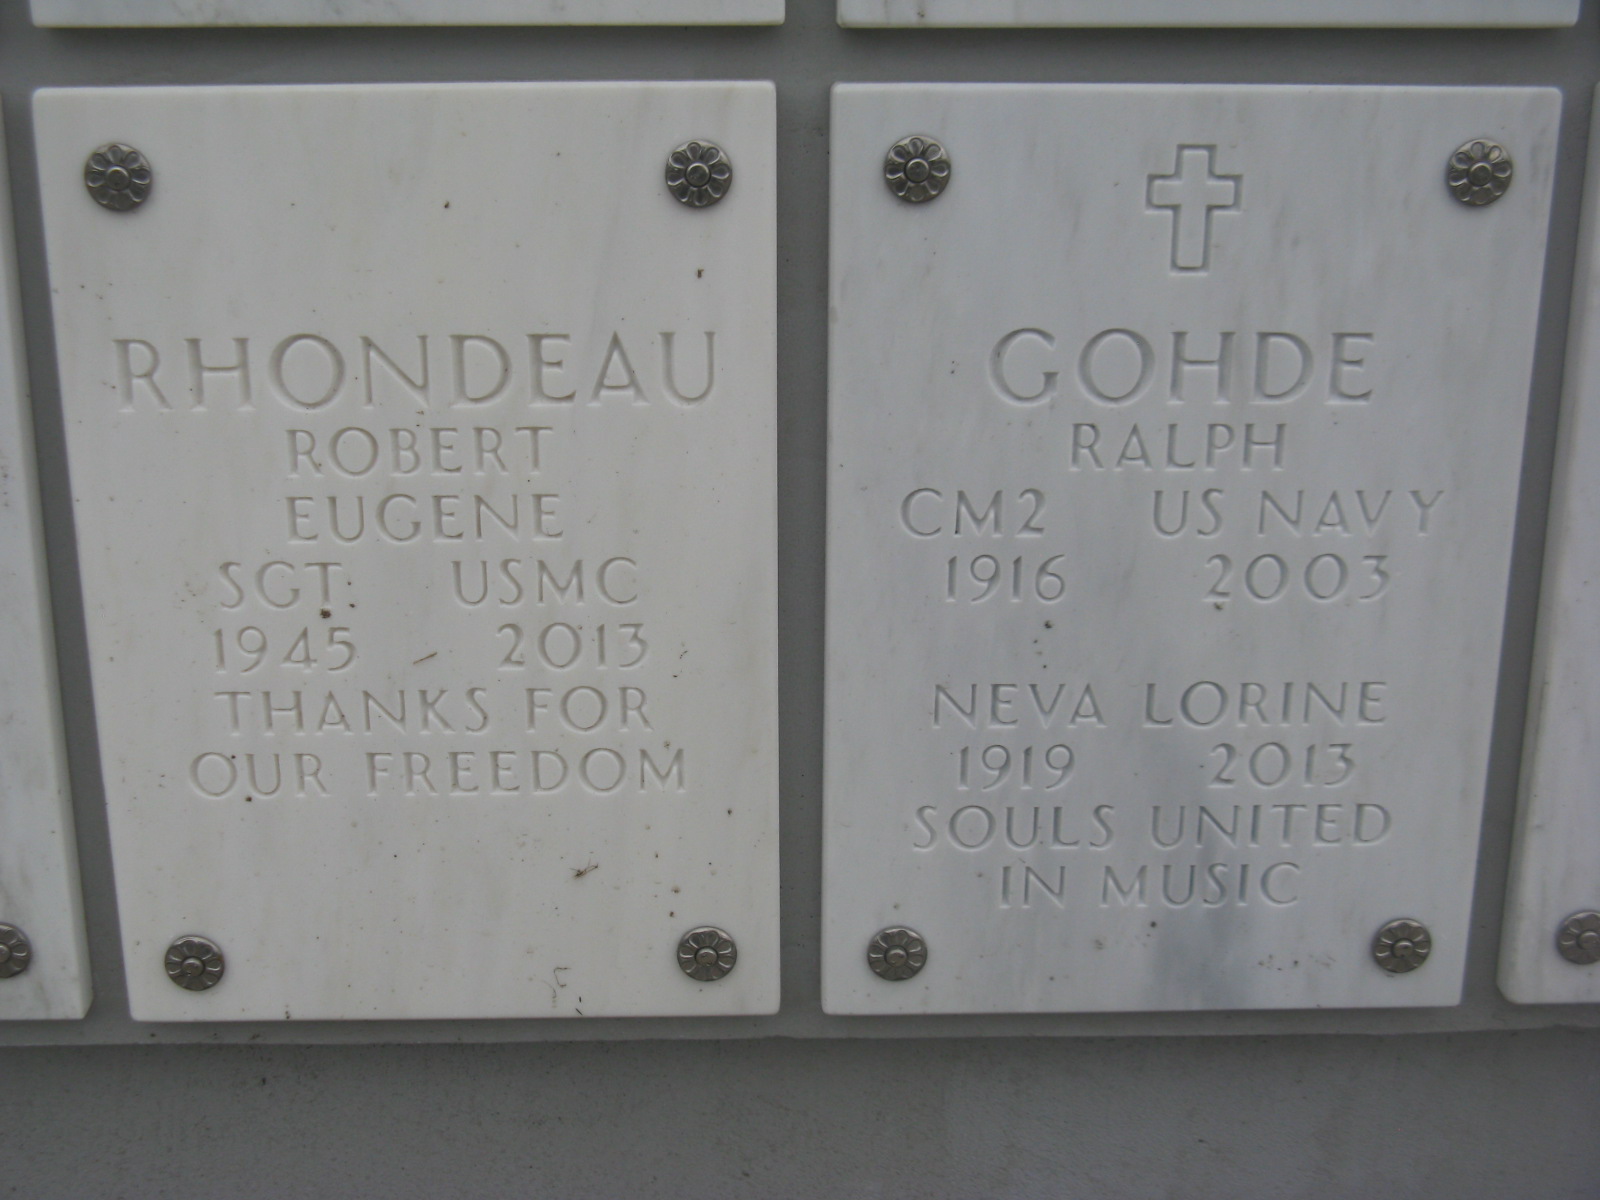 RHONDEAU
ROBERT
EUGENE
SGT USMC
1945 2013
THANKS FOR
OUR FREEDOM
GOHDE
RALPH
CM2 US NAVY
1916 2003
NEVA LORINE
1919 2013
SOULS UNITED
IN MUSIC